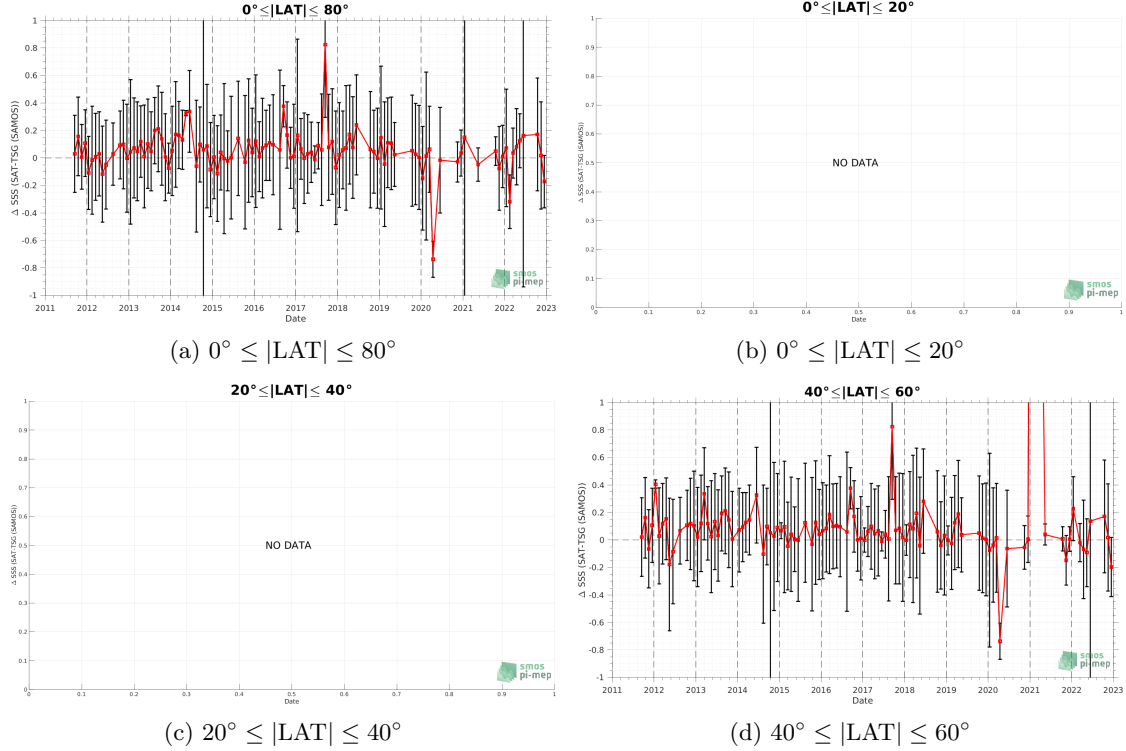 0°≤|LAT|≤ 80°
Δ SSS (SAT-TSG (SAMOS))
1
0.8
0.6
0.4
0.2
0
-0.2
-0.4
-0.6
-0.8
-1
2011 2012 2013 2014 2015 2016 2017 2018 2019 2020 2021 2022 2023
Date
smos
pi-mep
(a) 0° ≤ |LAT| ≤ 80°
0°≤|LAT|≤ 20°
Δ SSS (SAT-TSG (SAMOS))
1
0.9
0.8
0.7
0.6
0.5
0.4
0.3
0.2
0.1
0
NO DATA
0 0.1 0.2 0.3 0.4 0.5 0.6 0.7 0.8 0.9 1
Date
smos
pi-mep
(b) 0° ≤ |LAT| ≤ 20°
20°≤|LAT|≤ 40°
Δ SSS (SAT-TSG (SAMOS))
1
0.9
0.8
0.7
0.6
0.5
0.4
0.3
0.2
0.1
0
NO DATA
0 0.1 0.2 0.3 0.4 0.5 0.6 0.7 0.8 0.9 1
Date
smos
pi-mep
(c) 20° ≤ |LAT| ≤ 40°
40°≤|LAT|≤ 60°
Δ SSS (SAT-TSG (SAMOS))
1
0.8
0.6
0.4
0.2
0
-0.2
-0.4
-0.6
-0.8
-1
2011 2012 2013 2014 2015 2016 2017 2018 2019 2020 2021 2022 2023
Date
smos
pi-mep
(d) 40° ≤ |LAT| ≤ 60°